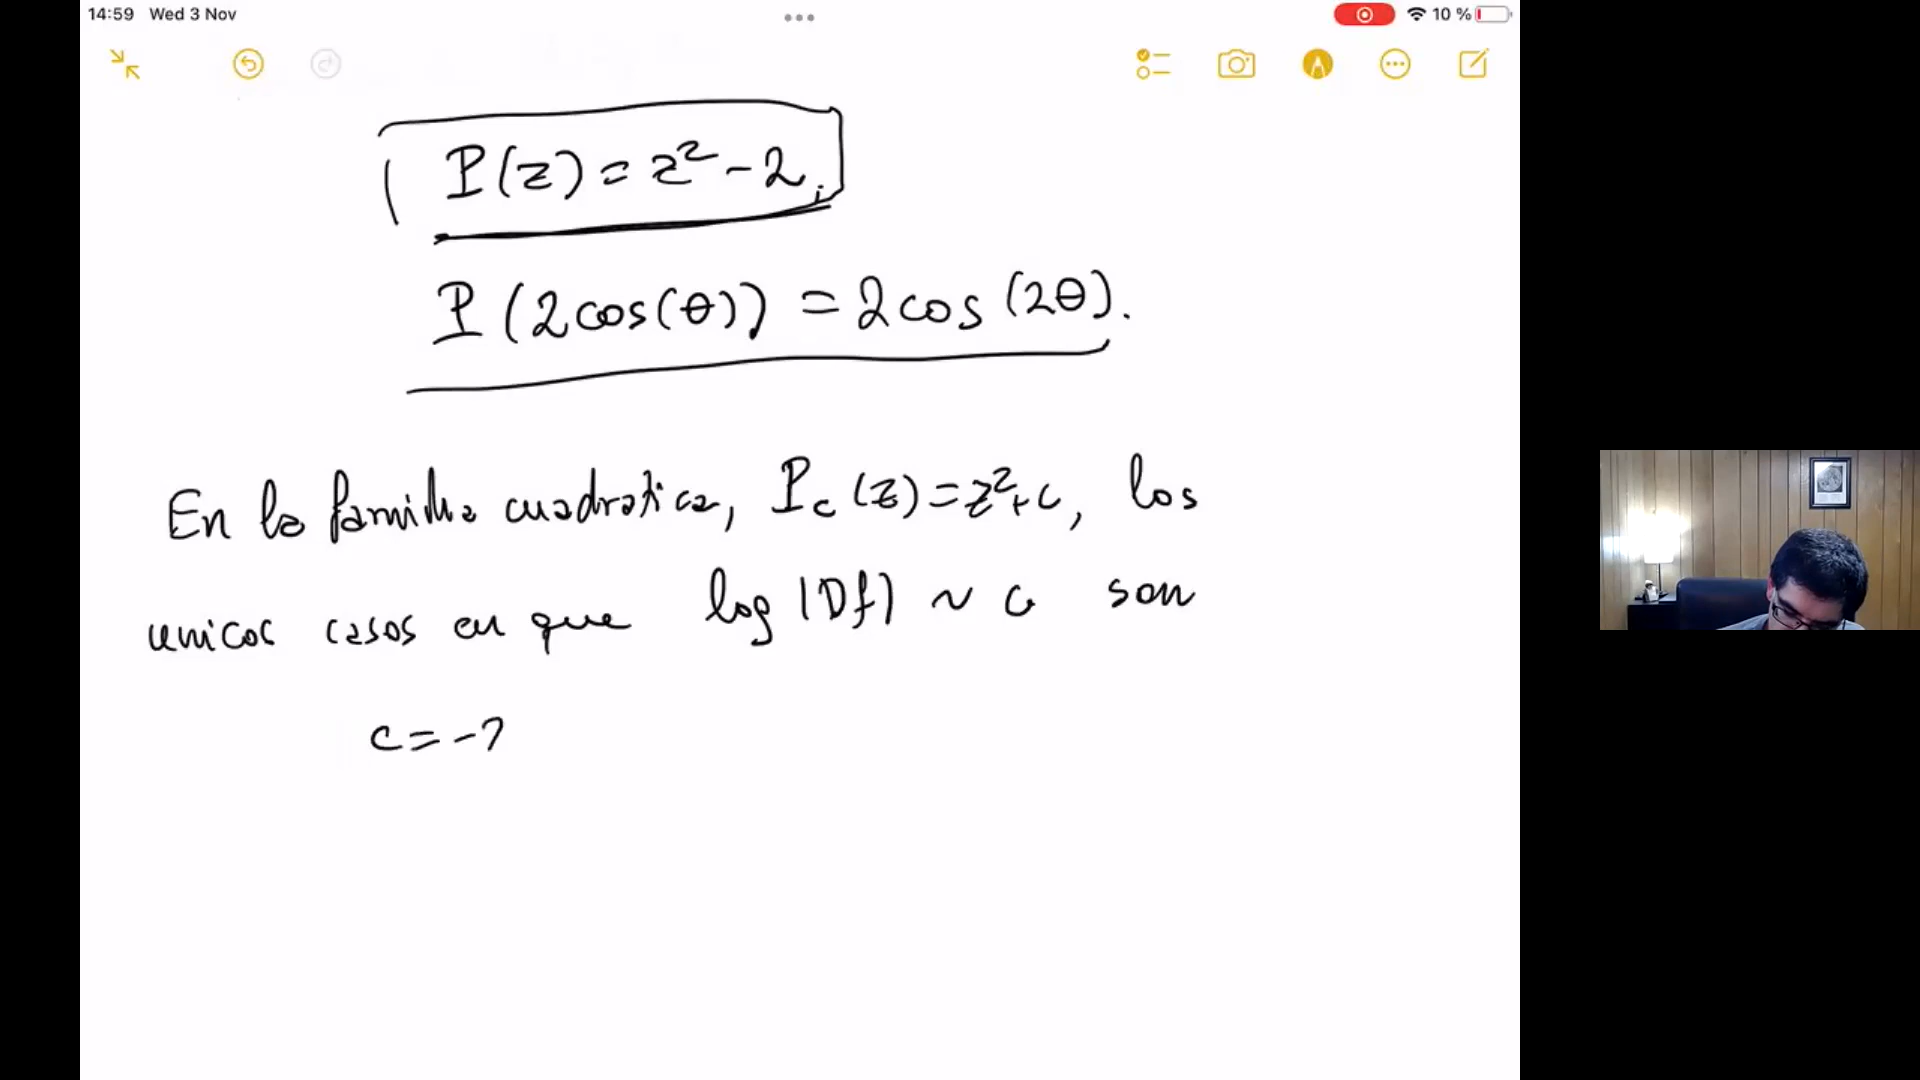 14:59 Wed 3 Nov
10 %
P(z) = z² - 2,
P(2cos(θ)) = 2cos(2θ).
En la familia cuadratica, P_c(z) = z² + c, los
unicos casos en que log |Df| ~ c son
c = -2